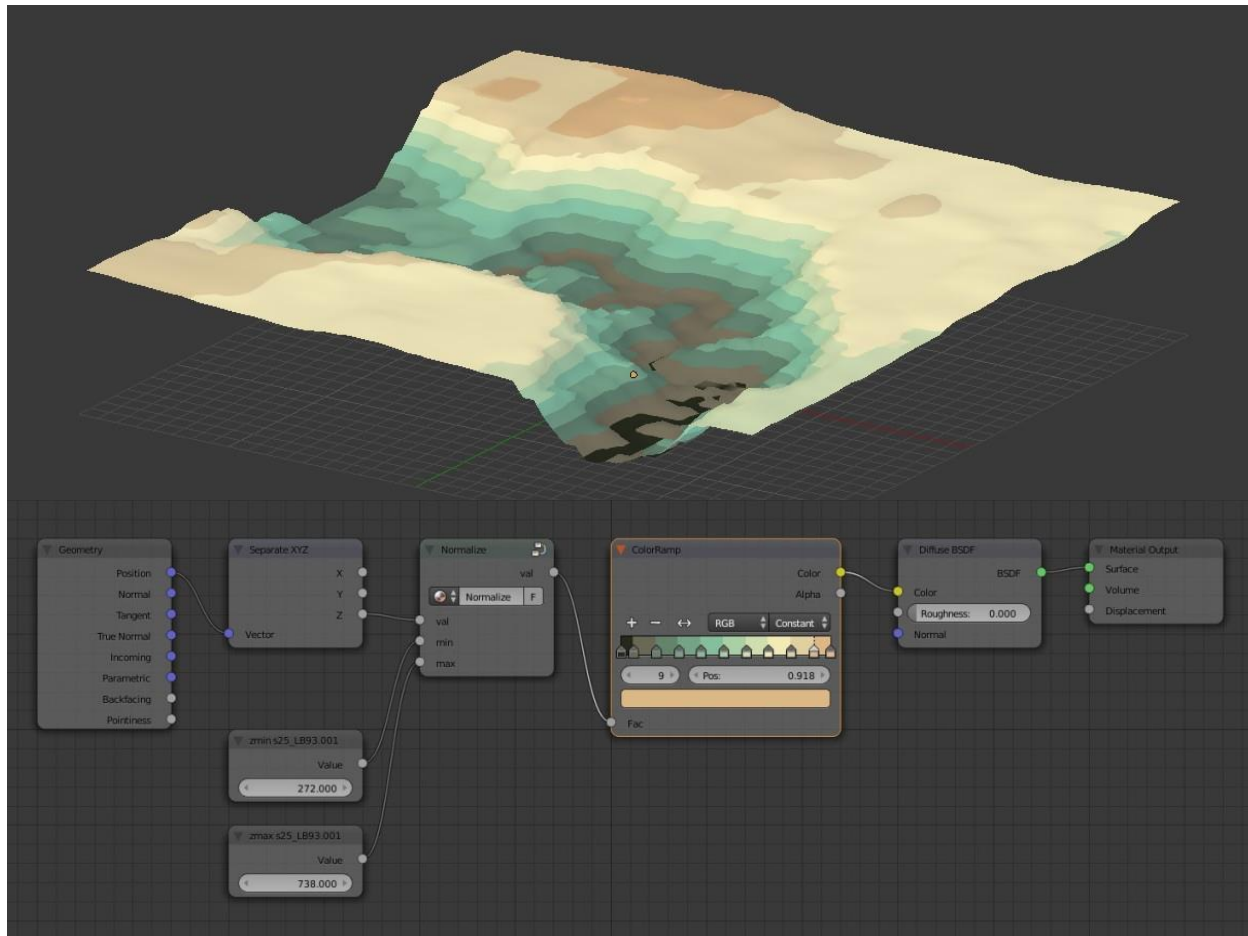 Geometry
Position
Normal
Tangent
True Normal
Incoming
Parametric
Backfacing
Pointiness
Separate XYZ
X
Y
Z
Vector
zmin s25_LB93.001
Value
272.000
zmax s25_LB93.001
Value
738.000
Normalize
val
Normalize F
val
min
max
ColorRamp
Color
Alpha
RGB Constant
9 Pos: 0.918
Fac
Diffuse BSDF
BSDF
Color
Roughness: 0.000
Normal
Material Output
Surface
Volume
Displacement